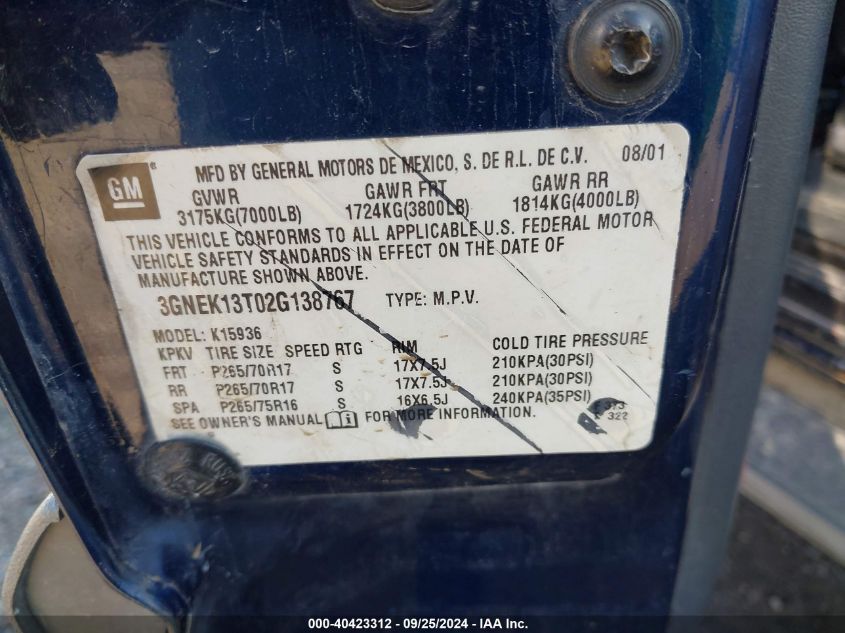 GM
MFD BY GENERAL MOTORS DE MEXICO, S. DE R.L. DE C.V. 08/01
GVWR GAWR FRT GAWR RR
3175KG(7000LB) 1724KG(3800LB) 1814KG(4000LB)
THIS VEHICLE CONFORMS TO ALL APPLICABLE U.S. FEDERAL MOTOR
VEHICLE SAFETY STANDARDS IN EFFECT ON THE DATE OF
MANUFACTURE SHOWN ABOVE.
3GNEK13T02G138767 TYPE: M.P.V.
MODEL: K15936
KPKV TIRE SIZE SPEED RTG RIM COLD TIRE PRESSURE
FRT P265/70R17 S 17X7.5J 210KPA(30PSI)
RR P265/70R17 S 17X7.5J 210KPA(30PSI)
SPA P265/75R16 S 16X6.5J 240KPA(35PSI)
SEE OWNER'S MANUAL FOR MORE INFORMATION.
322
000-40423312 / 09/25/2024 / IAA Inc.